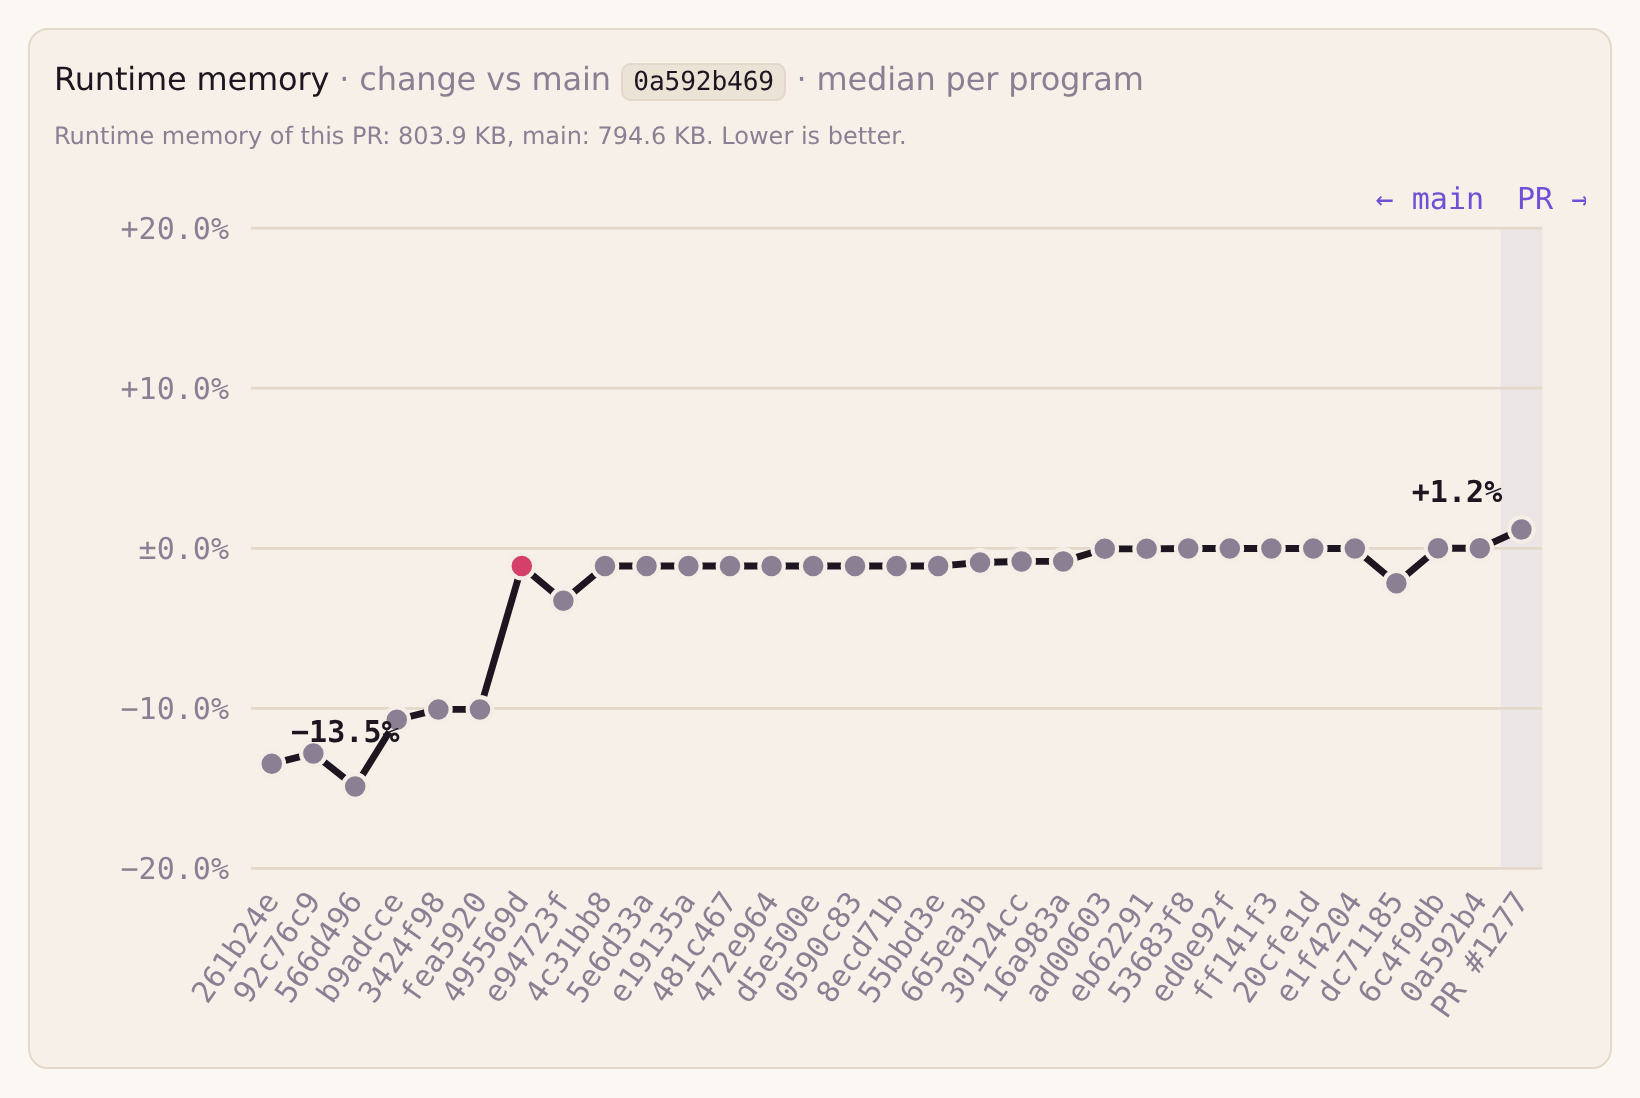 Runtime memory · change vs main 0a592b469 · median per program
Runtime memory of this PR: 803.9 KB, main: 794.6 KB. Lower is better.
← main PR →
+20.0%
+10.0%
+1.2%
±0.0%
−10.0%
−13.5%
−20.0%
261b24e
92c76c9
566d496
b9adcce
3424f98
fea5920
495569d
e94723f
4c31bb8
5e6d33a
e19135a
481c467
472e964
d5e500e
0590c83
8ecd71b
55bbd3e
665ea3b
30124cc
16a983a
ad00603
eb62291
53683f8
ed0e92f
ff141f3
20cfe1d
e1f4204
dc71185
6c4f9db
0a592b4
PR #1277